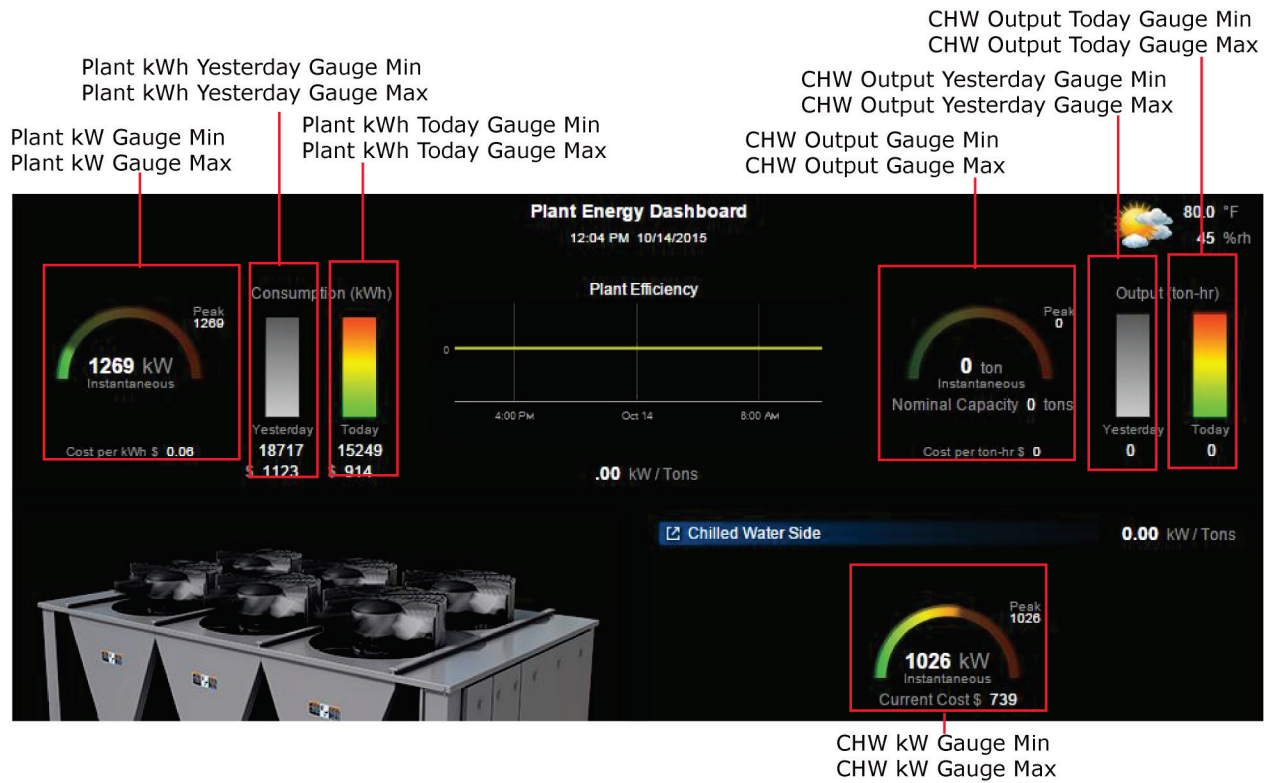 CHW Output Today Gauge Min
CHW Output Today Gauge Max
Plant kWh Yesterday Gauge Min
Plant kWh Yesterday Gauge Max
CHW Output Yesterday Gauge Min
CHW Output Yesterday Gauge Max
Plant kW Gauge Min
Plant kW Gauge Max
Plant kWh Today Gauge Min
Plant kWh Today Gauge Max
CHW Output Gauge Min
CHW Output Gauge Max
Plant Energy Dashboard
12:04 PM 10/14/2015
80.0 °F
45 %rh
Peak
1269
1269 kW
Instantaneous
Cost per kWh $ 0.06
Consumption (kWh)
Yesterday
18717
$ 1123
Today
15249
$ 914
Plant Efficiency
0
4:00 PM Oct 14 8:00 AM
.00 kW / Tons
Peak
0
0 ton
Instantaneous
Nominal Capacity 0 tons
Cost per ton-hr $ 0
Output (ton-hr)
Yesterday
0
Today
0
Chilled Water Side
0.00 kW / Tons
Peak
1026
1026 kW
Instantaneous
Current Cost $ 739
CHW kW Gauge Min
CHW kW Gauge Max